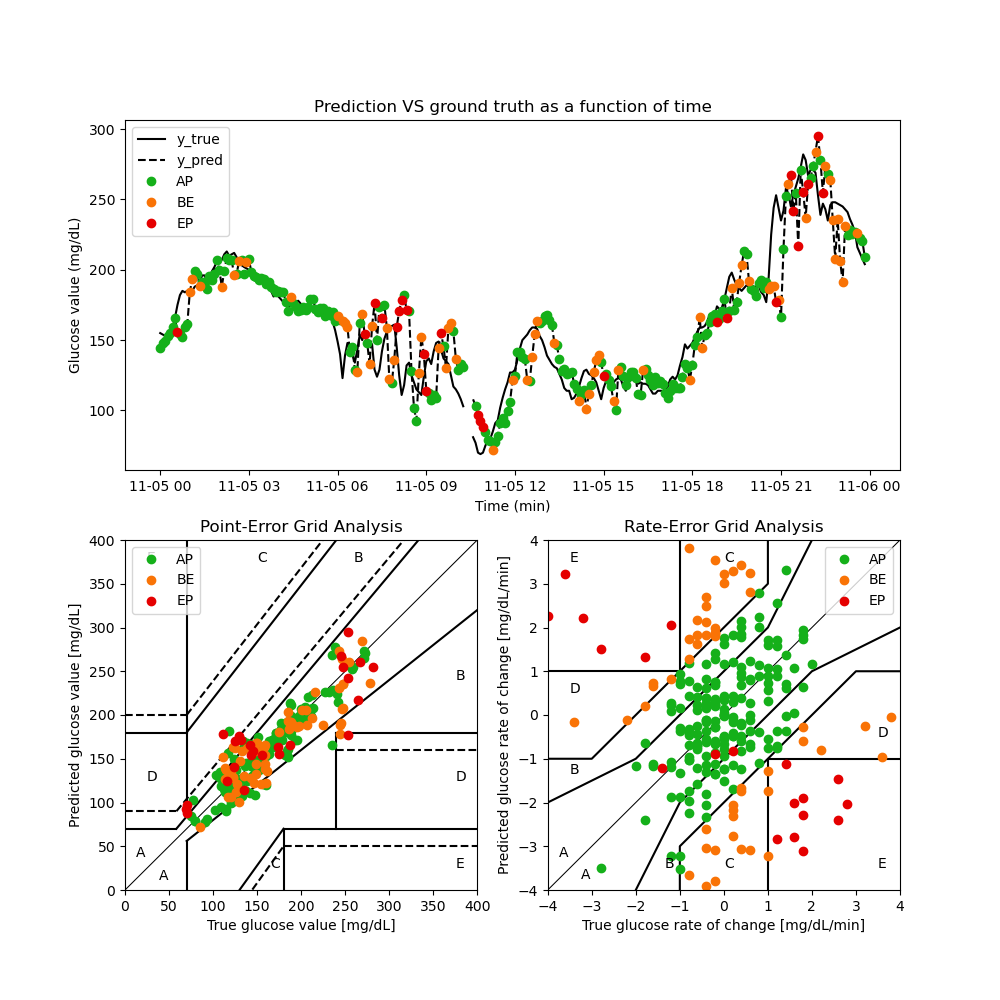 Prediction VS ground truth as a function of time
Glucose value (mg/dL)
300
250
200
150
100
y_true
y_pred
AP
BE
EP
11-05 00 11-05 03 11-05 06 11-05 09 11-05 12 11-05 15 11-05 18 11-05 21 11-06 00
Time (min)
Point-Error Grid Analysis
Predicted glucose value [mg/dL]
400
350
300
250
200
150
100
50
0
AP
BE
EP
C
B
B
D
D
A
A
C
E
0 50 100 150 200 250 300 350 400
True glucose value [mg/dL]
Rate-Error Grid Analysis
Predicted glucose rate of change [mg/dL/min]
4
3
2
1
0
−1
−2
−3
−4
E
C
AP
BE
EP
D
D
B
A
A
B
C
E
−4 −3 −2 −1 0 1 2 3 4
True glucose rate of change [mg/dL/min]